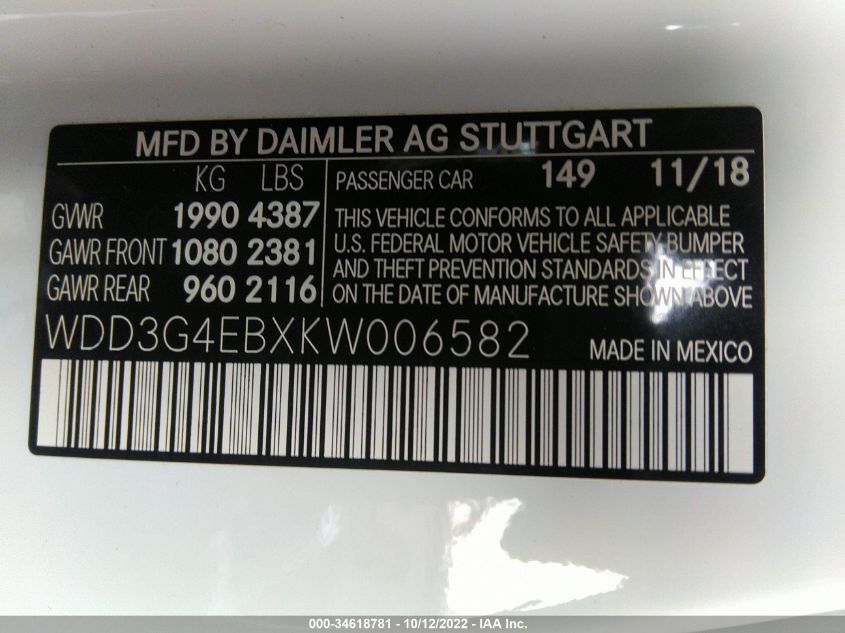 MFD BY DAIMLER AG STUTTGART
KG LBS
GVWR 1990 4387
GAWR FRONT 1080 2381
GAWR REAR 960 2116
PASSENGER CAR 149 11/18
THIS VEHICLE CONFORMS TO ALL APPLICABLE
U.S. FEDERAL MOTOR VEHICLE SAFETY BUMPER
AND THEFT PREVENTION STANDARDS IN EFFECT
ON THE DATE OF MANUFACTURE SHOWN ABOVE
WDD3G4EBXKW006582
MADE IN MEXICO
000-34618781 - 10/12/2022 - IAA Inc.